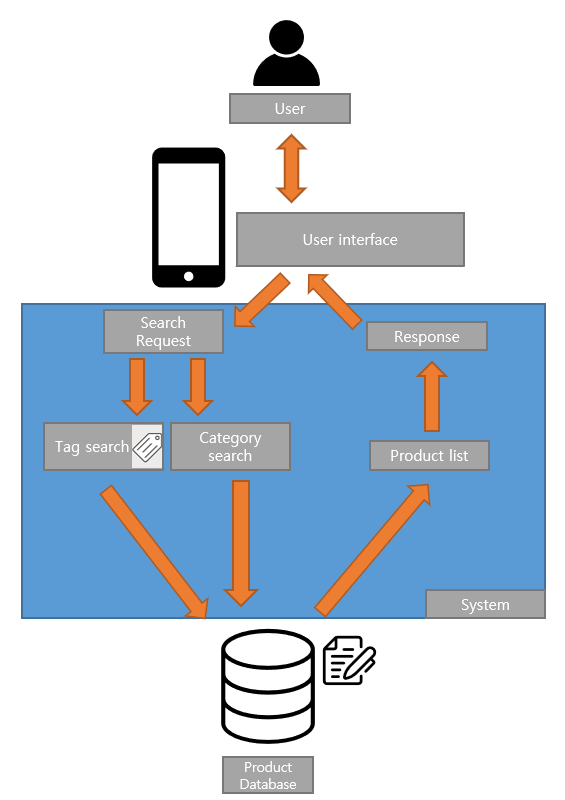 User
User interface
Search
Request
Response
Tag search
Category
search
Product list
System
Product
Database